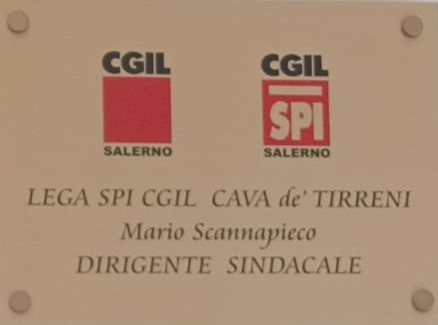 CGIL CGIL
SPI
SALERNO SALERNO
LEGA SPI CGIL CAVA de' TIRRENI
Mario Scannapieco
DIRIGENTE SINDACALE